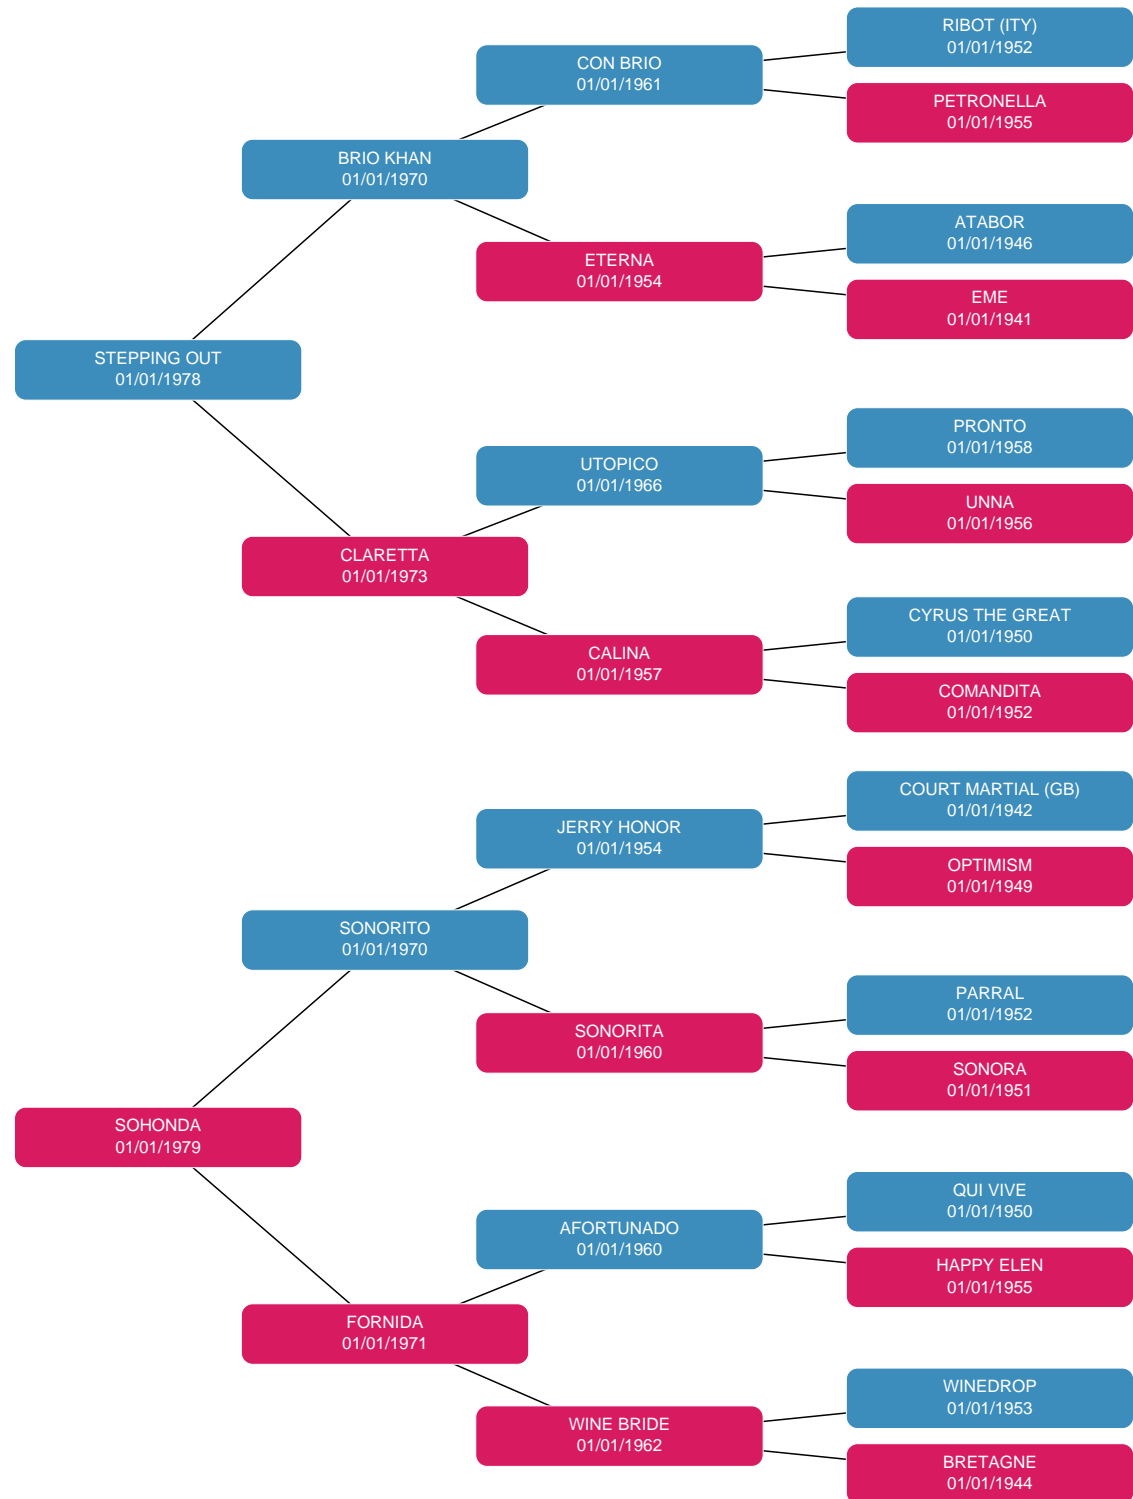 RIBOT (ITY)
01/01/1952
CON BRIO
01/01/1961
PETRONELLA
01/01/1955
BRIO KHAN
01/01/1970
ATABOR
01/01/1946
ETERNA
01/01/1954
EME
01/01/1941
STEPPING OUT
01/01/1978
PRONTO
01/01/1958
UTOPICO
01/01/1966
UNNA
01/01/1956
CLARETTA
01/01/1973
CYRUS THE GREAT
01/01/1950
CALINA
01/01/1957
COMANDITA
01/01/1952
COURT MARTIAL (GB)
01/01/1942
JERRY HONOR
01/01/1954
OPTIMISM
01/01/1949
SONORITO
01/01/1970
PARRAL
01/01/1952
SONORITA
01/01/1960
SONORA
01/01/1951
SOHONDA
01/01/1979
QUI VIVE
01/01/1950
AFORTUNADO
01/01/1960
HAPPY ELEN
01/01/1955
FORNIDA
01/01/1971
WINEDROP
01/01/1953
WINE BRIDE
01/01/1962
BRETAGNE
01/01/1944